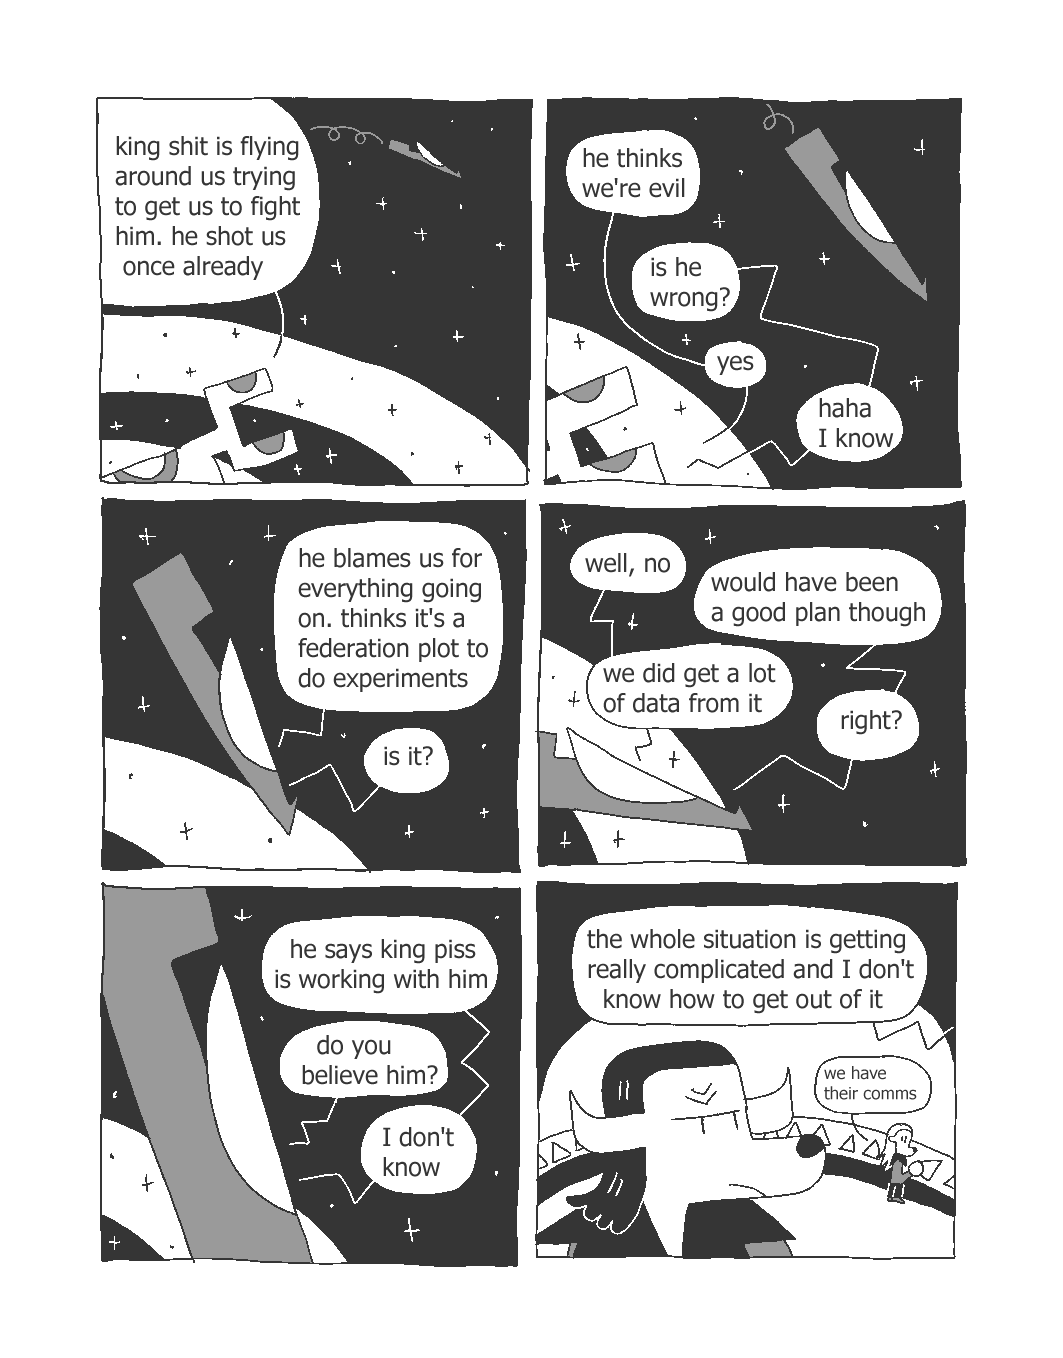 king shit is flying
around us trying
to get us to fight
him. he shot us
once already
he thinks
we're evil
is he
wrong?
yes
haha
I know
he blames us for
everything going
on. thinks it's a
federation plot to
do experiments
is it?
well, no
would have been
a good plan though
we did get a lot
of data from it
right?
he says king piss
is working with him
do you
believe him?
I don't
know
the whole situation is getting
really complicated and I don't
know how to get out of it
we have
their comms